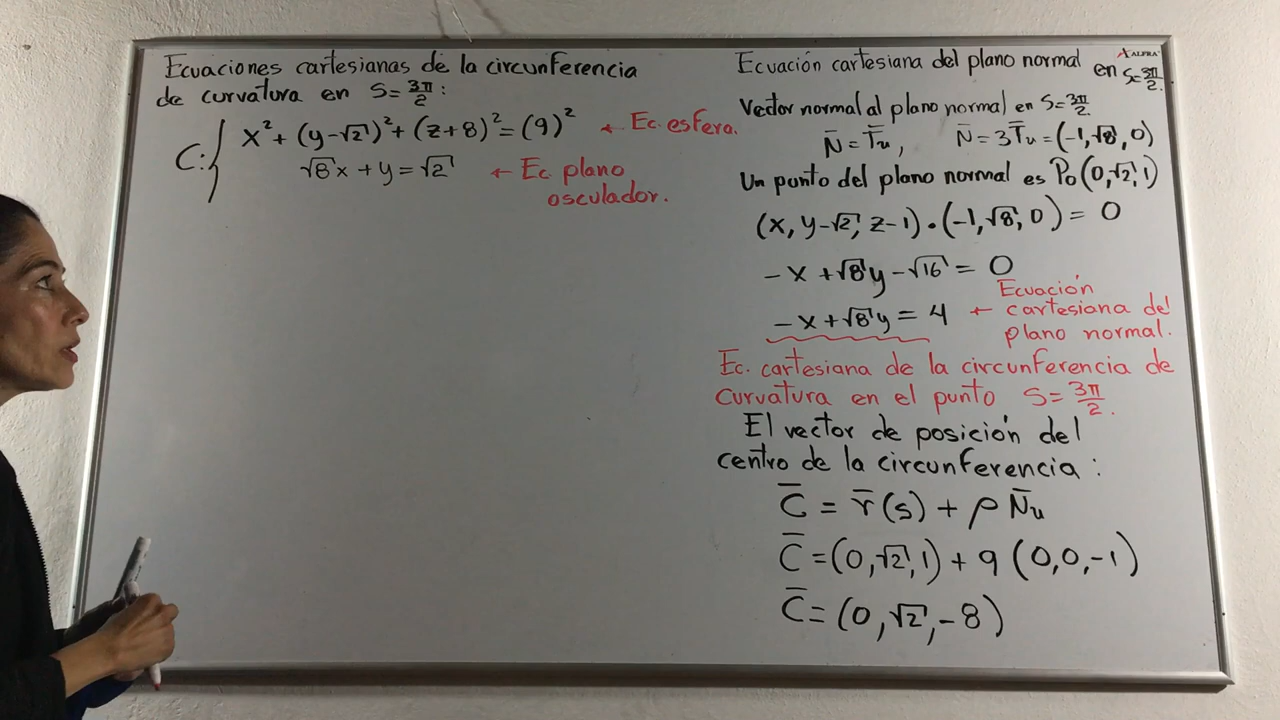 Ecuaciones cartesianas de la circunferencia
de curvatura en S=3π/2:
C:{ x²+(y-√2)²+(z+8)²=(9)² ← Ec. esfera.
√8x+y=√2 ← Ec plano
osculador.
Ecuación cartesiana del plano normal en S=3π/2.
ALFRA
Vector normal al plano normal en S=3π/2
N̄=T̄u, N̄=3T̄u=(-1,√8,0)
Un punto del plano normal es P₀(0,√2,1)
(x, y-√2, z-1)·(-1,√8,0)=0
-x+√8y-√16=0
-x+√8y=4 ← Ecuación
cartesiana del
plano normal.
Ec. cartesiana de la circunferencia de
curvatura en el punto S=3π/2.
El vector de posición del
centro de la circunferencia:
C̄=r̄(s)+ρN̄u
C̄=(0,√2,1)+9(0,0,-1)
C̄=(0,√2,-8)